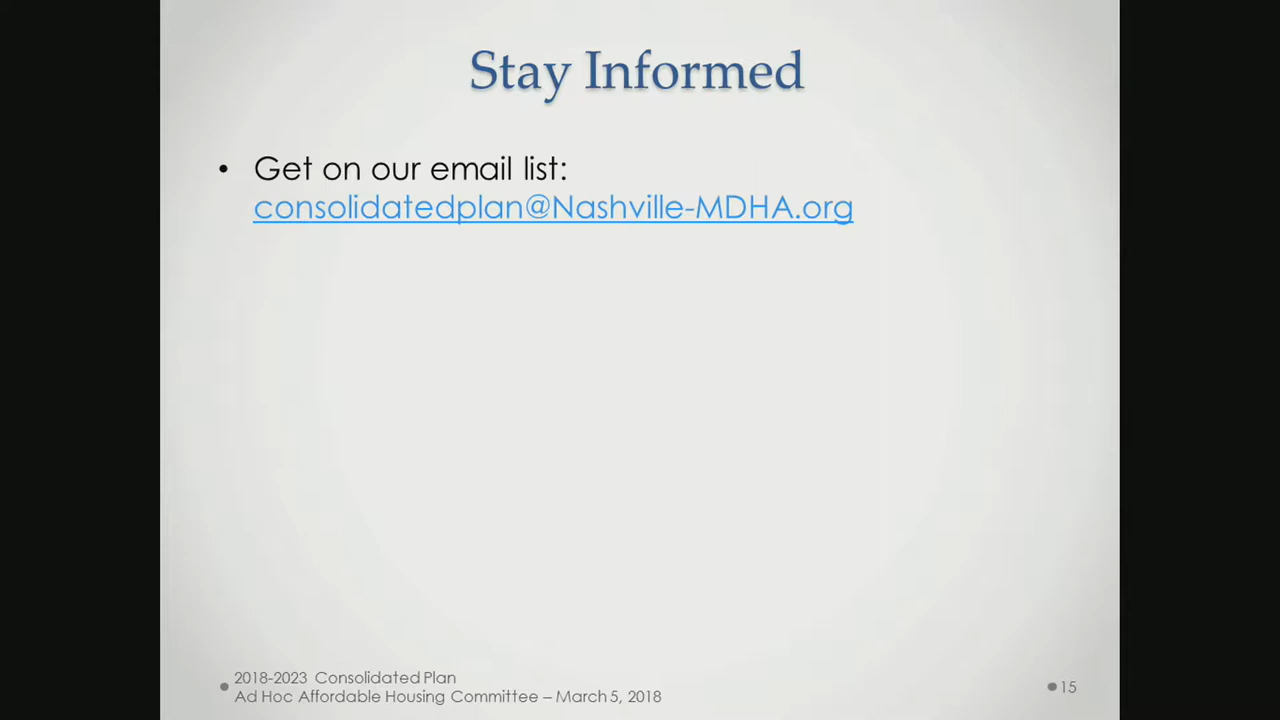 Stay Informed
• Get on our email list:
consolidatedplan@Nashville-MDHA.org
2018-2023 Consolidated Plan
Ad Hoc Affordable Housing Committee – March 5, 2018
15